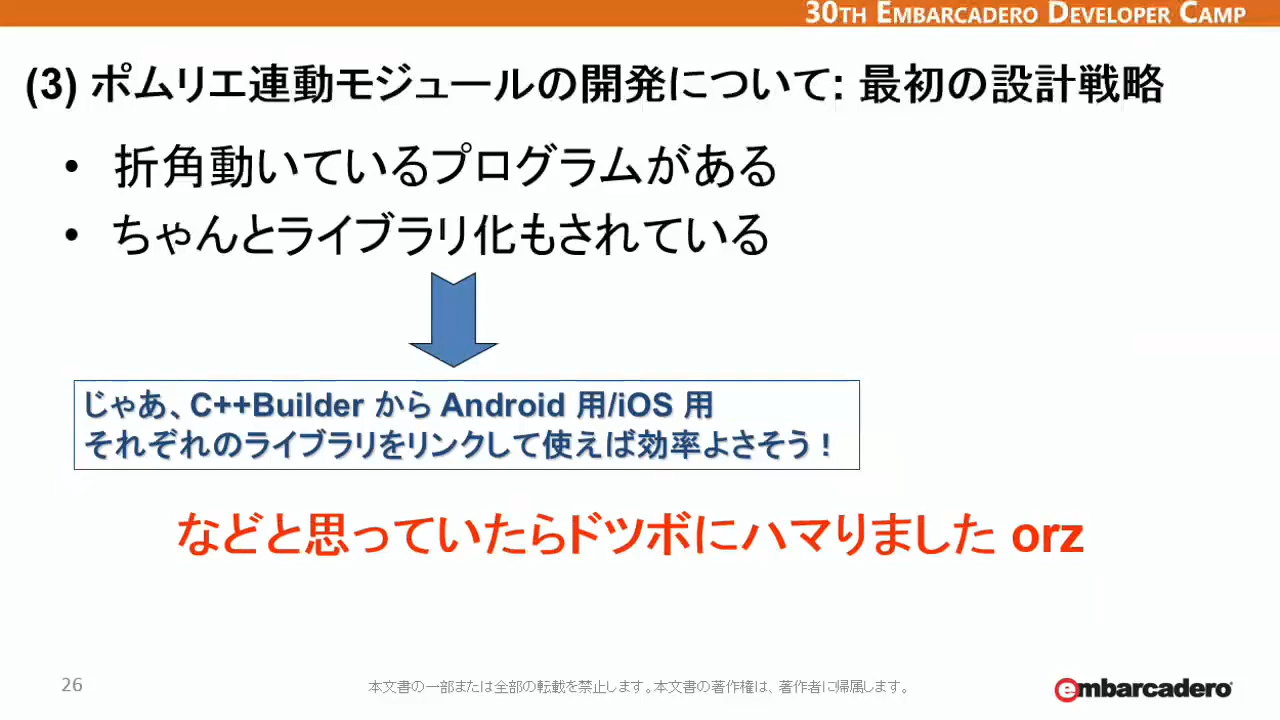 30TH EMBARCADERO DEVELOPER CAMP
(3) ポムリエ連動モジュールの開発について: 最初の設計戦略
• 折角動いているプログラムがある
• ちゃんとライブラリ化もされている
じゃあ、C++Builder から Android 用/iOS 用
それぞれのライブラリをリンクして使えば効率よさそう！
などと思っていたらドツボにハマりました orz
26
本文書の一部または全部の転載を禁止します。本文書の著作権は、著作者に帰属します。
embarcadero